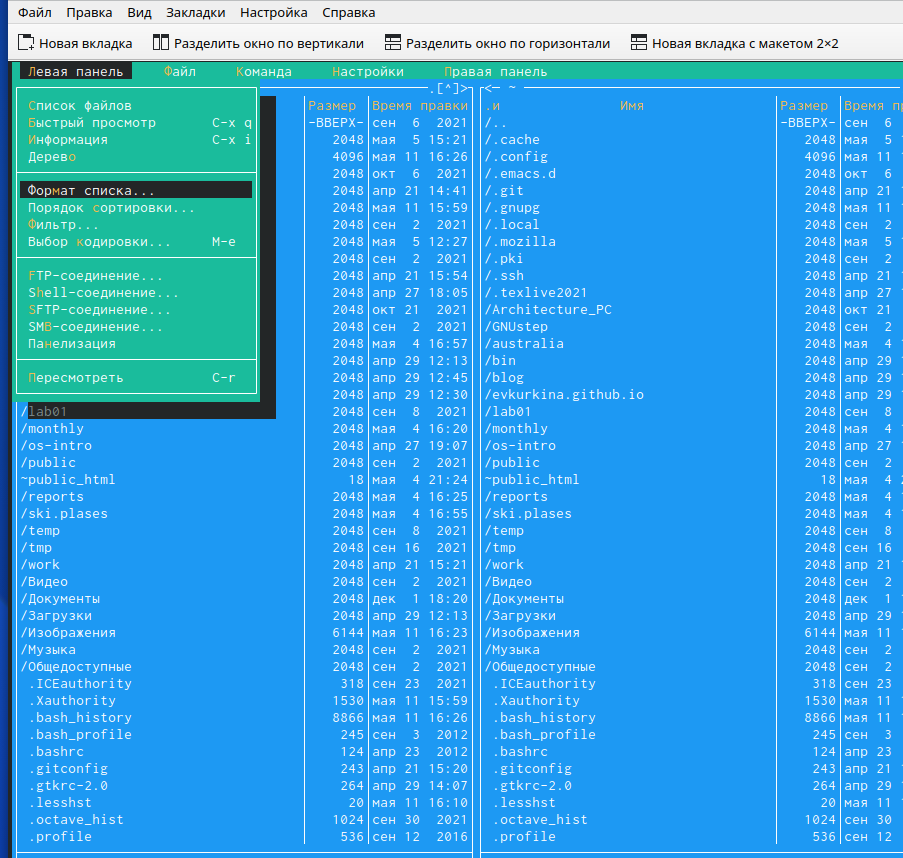 Файл Правка Вид Закладки Настройка Справка
Новая вкладка Разделить окно по вертикали Разделить окно по горизонтали Новая вкладка с макетом 2×2
Левая панель Файл Команда Настройки Правая панель
.[^]> <─ ~
Список файлов Размер Время правки .и Имя Размер Время п
Быстрый просмотр C-x q -ВВЕРХ- сен 6 2021 /.. -ВВЕРХ- сен 6
Информация C-x i 2048 мая 5 15:21 /.cache 2048 мая 5
Дерево 4096 мая 11 16:26 /.config 4096 мая 11
2048 окт 6 2021 /.emacs.d 2048 окт 6
Формат списка... 2048 апр 21 14:41 /.git 2048 апр 21
Порядок сортировки... 2048 мая 11 15:59 /.gnupg 2048 мая 11
Фильтр... 2048 сен 2 2021 /.local 2048 сен 2
Выбор кодировки... M-e 2048 мая 5 12:27 /.mozilla 2048 мая 5
2048 сен 2 2021 /.pki 2048 сен 2
FTP-соединение... 2048 апр 21 15:54 /.ssh 2048 апр 21
Shell-соединение... 2048 апр 27 18:05 /.texlive2021 2048 апр 27
SFTP-соединение... 2048 окт 21 2021 /Architecture_PC 2048 окт 21
SMB-соединение... 2048 сен 2 2021 /GNUstep 2048 сен 2
Панелизация 2048 мая 4 16:57 /australia 2048 мая 4
2048 апр 29 12:13 /bin 2048 апр 29
Пересмотреть C-r 2048 апр 29 12:45 /blog 2048 апр 29
2048 апр 29 12:30 /evkurkina.github.io 2048 апр 29
/lab01 2048 сен 8 2021 /lab01 2048 сен 8
/monthly 2048 мая 4 16:20 /monthly 2048 мая 4
/os-intro 2048 апр 27 19:07 /os-intro 2048 апр 27
/public 2048 сен 2 2021 /public 2048 сен 2
~public_html 18 мая 4 21:24 ~public_html 18 мая 4
/reports 2048 мая 4 16:25 /reports 2048 мая 4
/ski.plases 2048 мая 4 16:55 /ski.plases 2048 мая 4
/temp 2048 сен 8 2021 /temp 2048 сен 8
/tmp 2048 сен 16 2021 /tmp 2048 сен 16
/work 2048 апр 21 15:21 /work 2048 апр 21
/Видео 2048 сен 2 2021 /Видео 2048 сен 2
/Документы 2048 дек 1 18:20 /Документы 2048 дек 1
/Загрузки 2048 апр 29 12:13 /Загрузки 2048 апр 29
/Изображения 6144 мая 11 16:23 /Изображения 6144 мая 11
/Музыка 2048 сен 2 2021 /Музыка 2048 сен 2
/Общедоступные 2048 сен 2 2021 /Общедоступные 2048 сен 2
.ICEauthority 318 сен 23 2021 .ICEauthority 318 сен 23
.Xauthority 1530 мая 11 15:59 .Xauthority 1530 мая 11
.bash_history 8866 мая 11 16:26 .bash_history 8866 мая 11
.bash_profile 245 сен 3 2012 .bash_profile 245 сен 3
.bashrc 124 апр 23 2012 .bashrc 124 апр 23
.gitconfig 243 апр 21 15:20 .gitconfig 243 апр 21
.gtkrc-2.0 264 апр 29 14:07 .gtkrc-2.0 264 апр 29
.lesshst 20 мая 11 16:10 .lesshst 20 мая 11
.octave_hist 1024 сен 30 2021 .octave_hist 1024 сен 30
.profile 536 сен 12 2016 .profile 536 сен 12